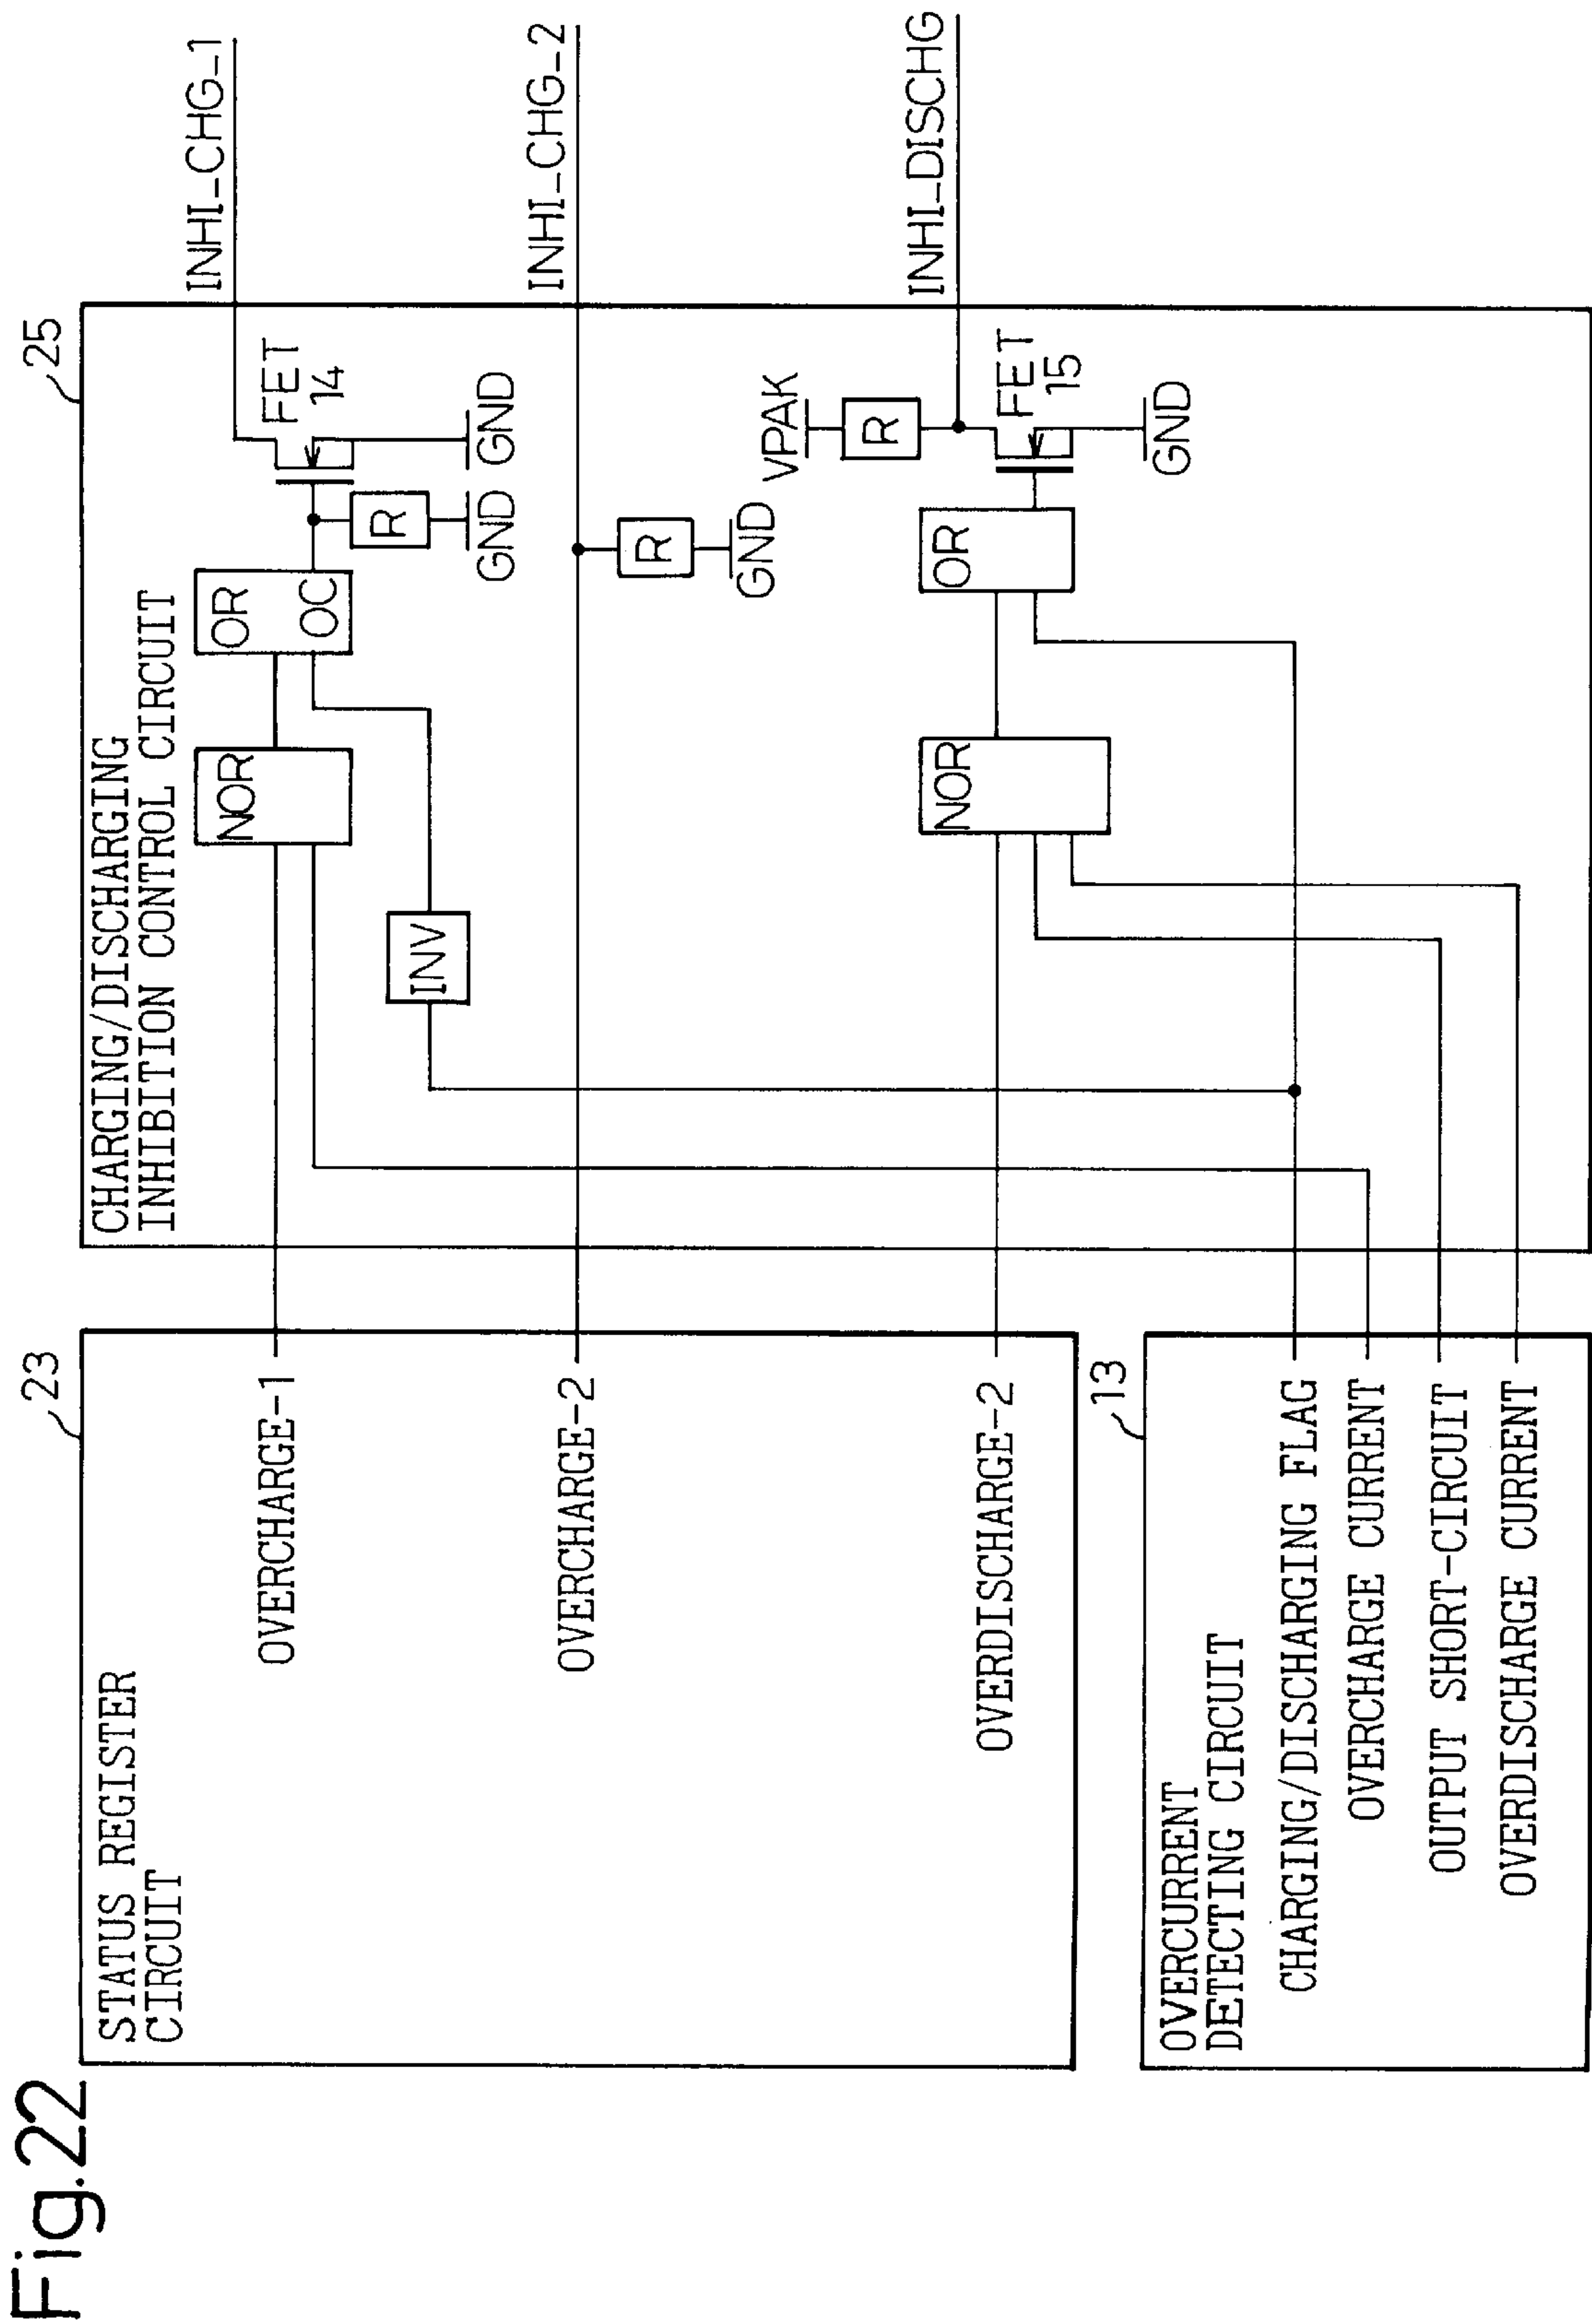 Fig.22
23
STATUS REGISTER
CIRCUIT
OVERCHARGE-1
OVERCHARGE-2
OVERDISCHARGE-2
13
OVERCURRENT
DETECTING CIRCUIT
CHARGING/DISCHARGING FLAG
OVERCHARGE CURRENT
OUTPUT SHORT-CIRCUIT
OVERDISCHARGE CURRENT
25
CHARGING/DISCHARGING
INHIBITION CONTROL CIRCUIT
NOR
OR
OC
INV
R
GND
FET
14
GND
INHI_CHG_1
R
GND
INHI_CHG_2
NOR
OR
VPAK
R
FET
15
GND
INHI_DISCHG